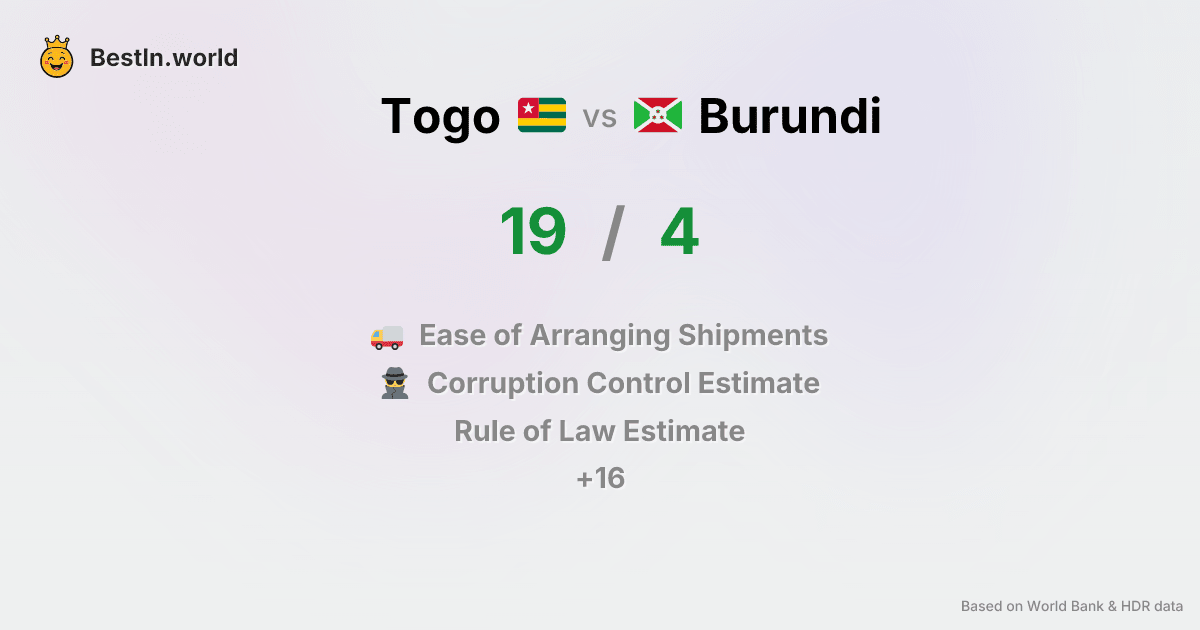 BestIn.world
Togo vs Burundi
19 / 4
Ease of Arranging Shipments
Corruption Control Estimate
Rule of Law Estimate
+16
Based on World Bank & HDR data